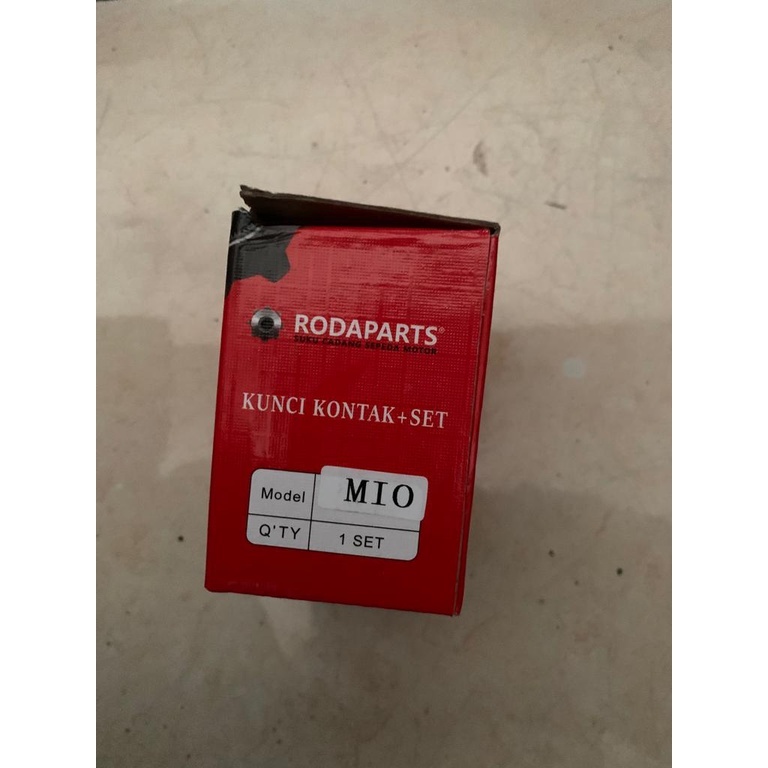 RODAPARTS®
SUKU CADANG SEPEDA MOTOR
KUNCI KONTAK+SET
Model MIO
Q'TY 1 SET